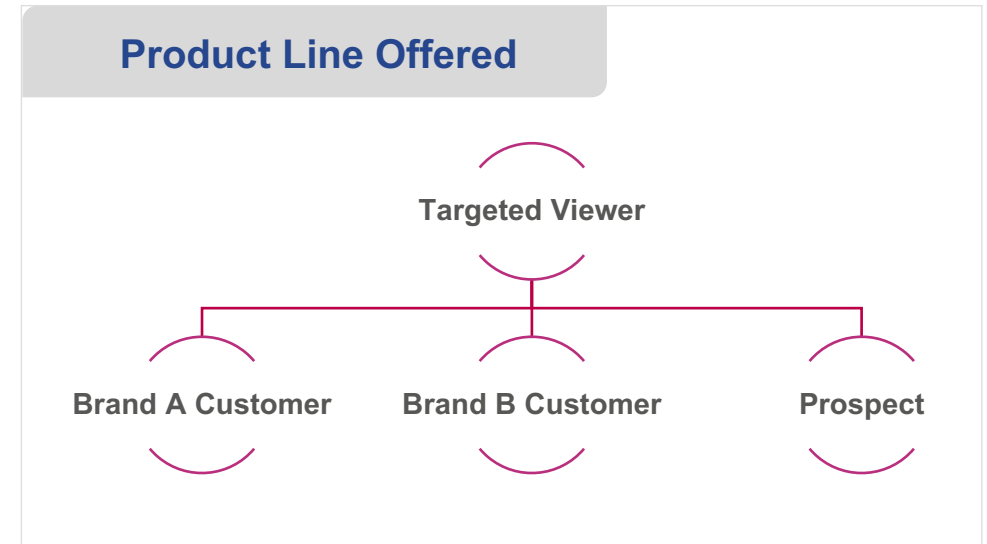 Product Line Offered
Targeted Viewer
Brand A Customer
Brand B Customer
Prospect